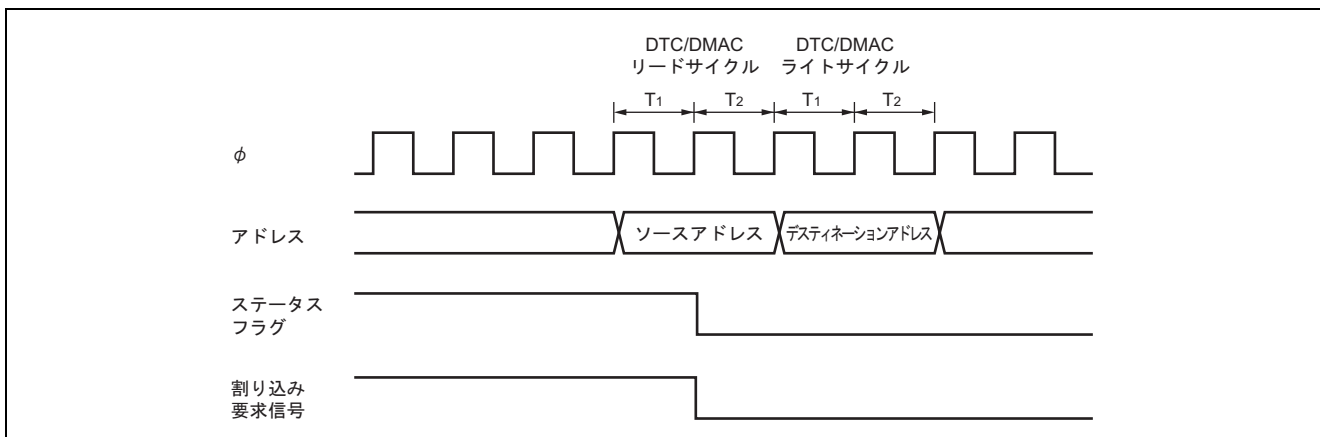 DTC/DMAC DTC/DMAC
リードサイクル ライトサイクル
T1 T2 T1 T2
φ
アドレス ソースアドレス デスティネーションアドレス
ステータス
フラグ
割り込み
要求信号